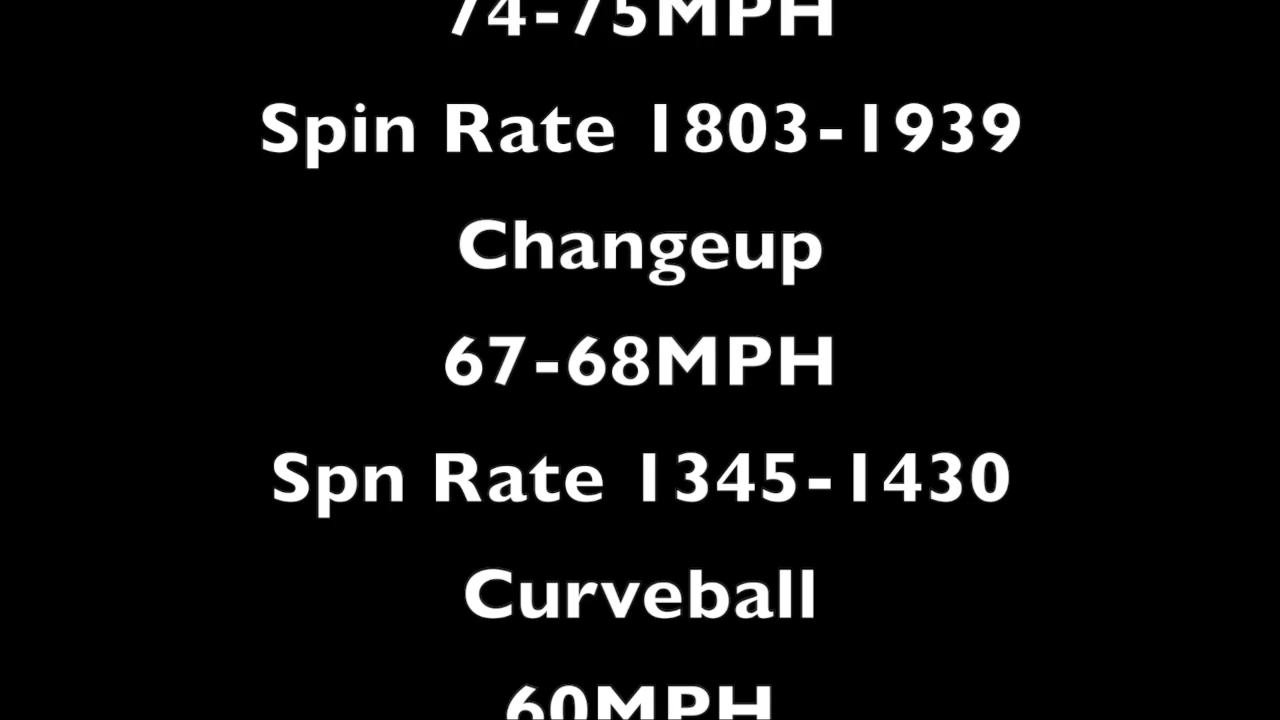 74-75MPH
Spin Rate 1803-1939
Changeup
67-68MPH
Spn Rate 1345-1430
Curveball
60MPH